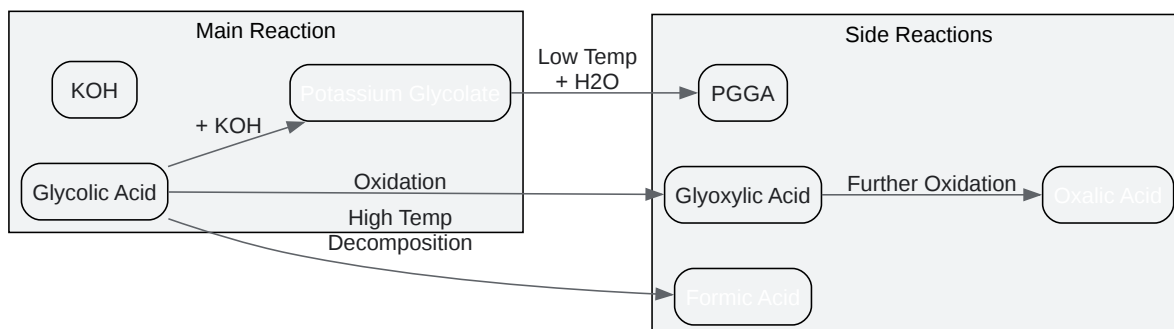 Main Reaction
Side Reactions
KOH
Potassium Glycolate
Low Temp
+ H2O
PGGA
+ KOH
Glycolic Acid
Oxidation
Glyoxylic Acid
Further Oxidation
Oxalic Acid
High Temp
Decomposition
Formic Acid